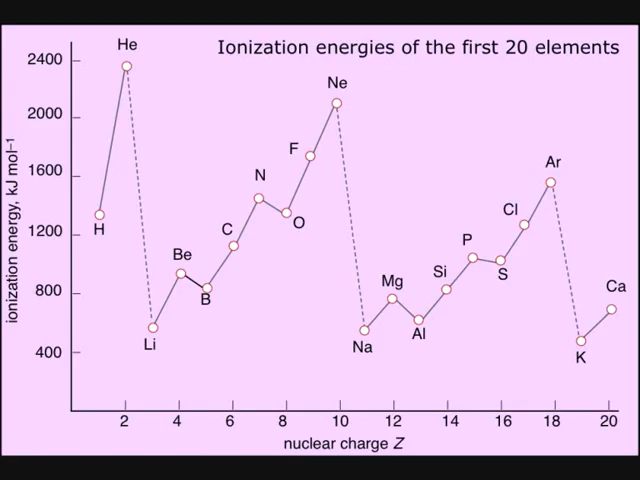 Ionization energies of the first 20 elements
ionization energy, kJ mol–1
2400
2000
1600
1200
800
400
H
He
Li
Be
B
C
N
O
F
Ne
Na
Mg
Al
Si
P
S
Cl
Ar
K
Ca
2 4 6 8 10 12 14 16 18 20
nuclear charge Z